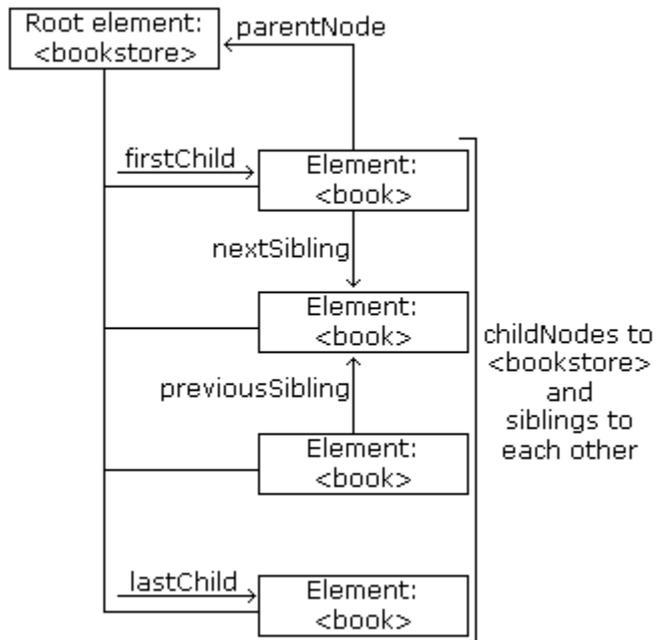 Root element:
<bookstore>
parentNode
firstChild
Element:
<book>
nextSibling
Element:
<book>
previousSibling
Element:
<book>
lastChild
Element:
<book>
childNodes to
<bookstore>
and
siblings to
each other